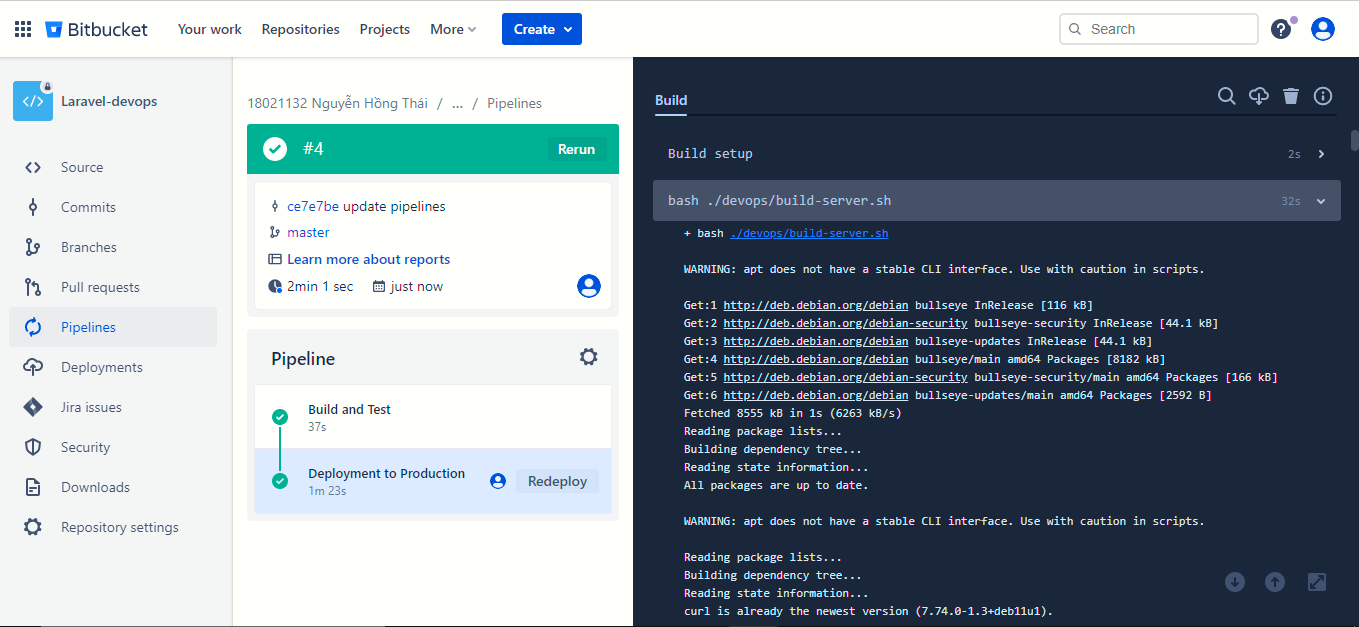 Bitbucket Your work Repositories Projects More Create Search
Laravel-devops
Source
Commits
Branches
Pull requests
Pipelines
Deployments
Jira issues
Security
Downloads
Repository settings
18021132 Nguyễn Hồng Thái / ... / Pipelines
#4 Rerun
ce7e7be update pipelines
master
Learn more about reports
2min 1 sec just now
Pipeline
Build and Test
37s
Deployment to Production Redeploy
1m 23s
Build
Build setup 2s
bash ./devops/build-server.sh 32s
+ bash ./devops/build-server.sh
WARNING: apt does not have a stable CLI interface. Use with caution in scripts.
Get:1 http://deb.debian.org/debian bullseye InRelease [116 kB]
Get:2 http://deb.debian.org/debian-security bullseye-security InRelease [44.1 kB]
Get:3 http://deb.debian.org/debian bullseye-updates InRelease [44.1 kB]
Get:4 http://deb.debian.org/debian bullseye/main amd64 Packages [8182 kB]
Get:5 http://deb.debian.org/debian-security bullseye-security/main amd64 Packages [166 kB]
Get:6 http://deb.debian.org/debian bullseye-updates/main amd64 Packages [2592 B]
Fetched 8555 kB in 1s (6263 kB/s)
Reading package lists...
Building dependency tree...
Reading state information...
All packages are up to date.
WARNING: apt does not have a stable CLI interface. Use with caution in scripts.
Reading package lists...
Building dependency tree...
Reading state information...
curl is already the newest version (7.74.0-1.3+deb11u1).